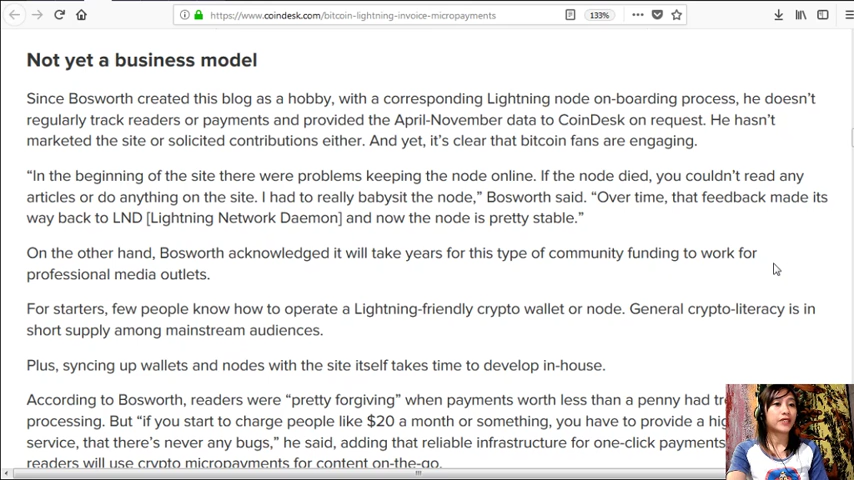 https://www.coindesk.com/bitcoin-lightning-invoice-micropayments
133%
Not yet a business model
Since Bosworth created this blog as a hobby, with a corresponding Lightning node on-boarding process, he doesn't
regularly track readers or payments and provided the April-November data to CoinDesk on request. He hasn't
marketed the site or solicited contributions either. And yet, it's clear that bitcoin fans are engaging.
“In the beginning of the site there were problems keeping the node online. If the node died, you couldn't read any
articles or do anything on the site. I had to really babysit the node,” Bosworth said. “Over time, that feedback made its
way back to LND [Lightning Network Daemon] and now the node is pretty stable.”
On the other hand, Bosworth acknowledged it will take years for this type of community funding to work for
professional media outlets.
For starters, few people know how to operate a Lightning-friendly crypto wallet or node. General crypto-literacy is in
short supply among mainstream audiences.
Plus, syncing up wallets and nodes with the site itself takes time to develop in-house.
According to Bosworth, readers were “pretty forgiving” when payments worth less than a penny had
processing. But “if you start to charge people like $20 a month or something, you have to provide a
service, that there's never any bugs,” he said, adding that reliable infrastructure for one-click payments
readers will use crypto micropayments for content on-the-go.